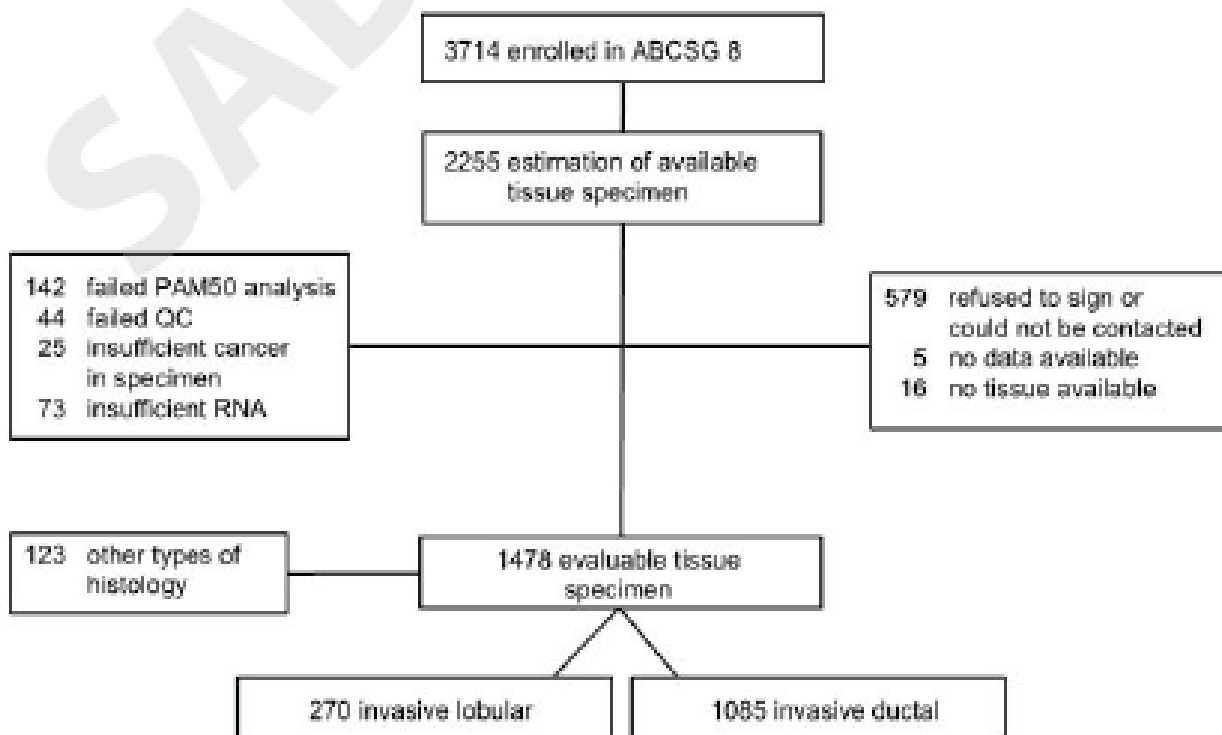 3714 enrolled in ABCSG 8
2255 estimation of available
tissue specimen
142 failed PAM50 analysis
44 failed QC
25 insufficient cancer
in specimen
73 insufficient RNA
579 refused to sign or
could not be contacted
5 no data available
16 no tissue available
123 other types of
histology
1478 evaluable tissue
specimen
270 invasive lobular
1085 invasive ductal